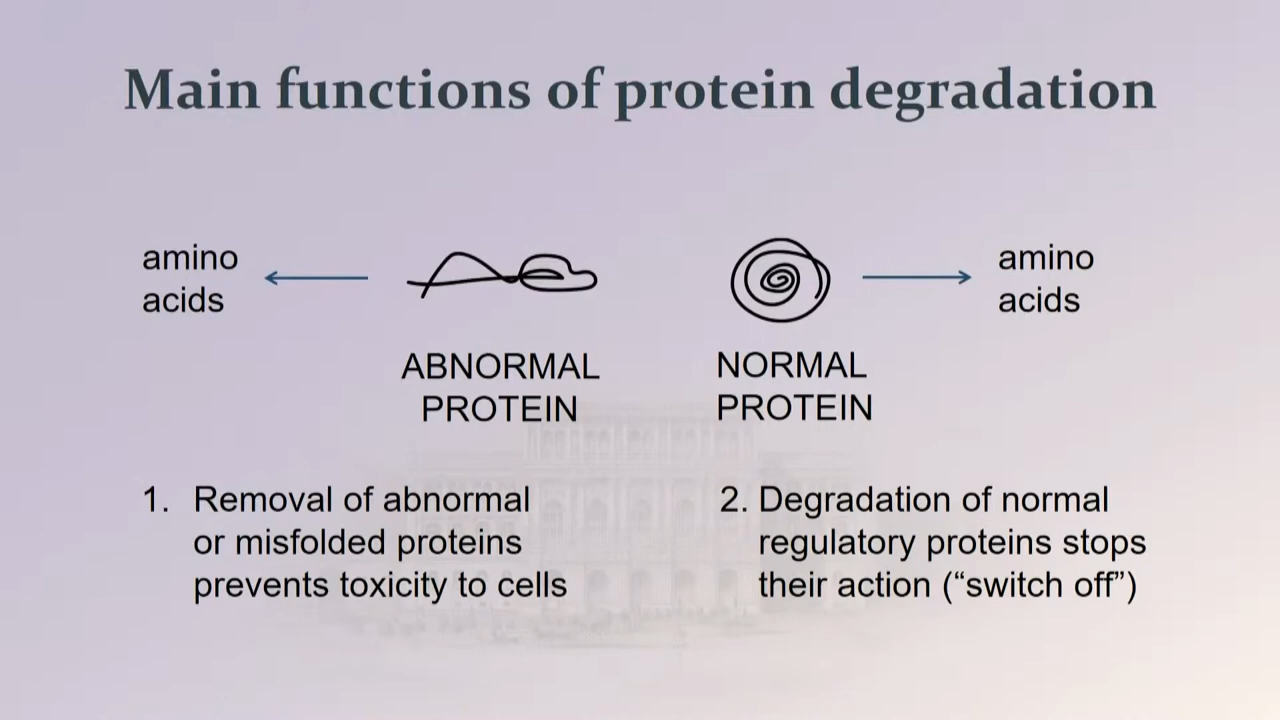 Main functions of protein degradation
amino
acids
ABNORMAL
PROTEIN
NORMAL
PROTEIN
amino
acids
1. Removal of abnormal
or misfolded proteins
prevents toxicity to cells
2. Degradation of normal
regulatory proteins stops
their action (“switch off”)